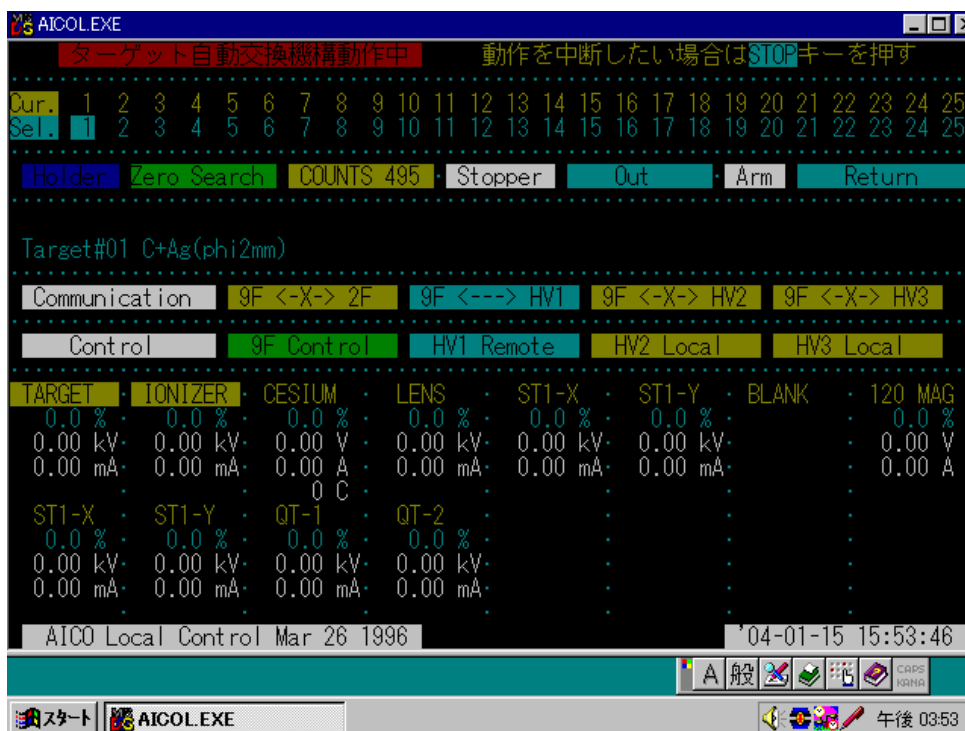 AICOL.EXE
ターゲット自動交換機構動作中 動作を中断したい場合はSTOPキーを押す
Cur. 1 2 3 4 5 6 7 8 9 10 11 12 13 14 15 16 17 18 19 20 21 22 23 24 25
Sel. 1 2 3 4 5 6 7 8 9 10 11 12 13 14 15 16 17 18 19 20 21 22 23 24 25
Holder Zero Search COUNTS 495 Stopper Out Arm Return
Target#01 C+Ag(phi2mm)
Communication 9F <-X-> 2F 9F <---> HV1 9F <-X-> HV2 9F <-X-> HV3
Control 9F Control HV1 Remote HV2 Local HV3 Local
TARGET IONIZER CESIUM LENS ST1-X ST1-Y BLANK 120 MAG
0.0 % 0.0 % 0.0 % 0.0 % 0.0 % 0.0 % 0.0 %
0.00 kV 0.00 kV 0.00 V 0.00 kV 0.00 kV 0.00 kV 0.00 V
0.00 mA 0.00 mA 0.00 A 0.00 mA 0.00 mA 0.00 mA 0.00 A
0 C
ST1-X ST1-Y QT-1 QT-2
0.0 % 0.0 % 0.0 % 0.0 %
0.00 kV 0.00 kV 0.00 kV 0.00 kV
0.00 mA 0.00 mA 0.00 mA 0.00 mA
AICO Local Control Mar 26 1996 '04-01-15 15:53:46
A 般 CAPS KANA
スタート AICOL.EXE 午後 03:53